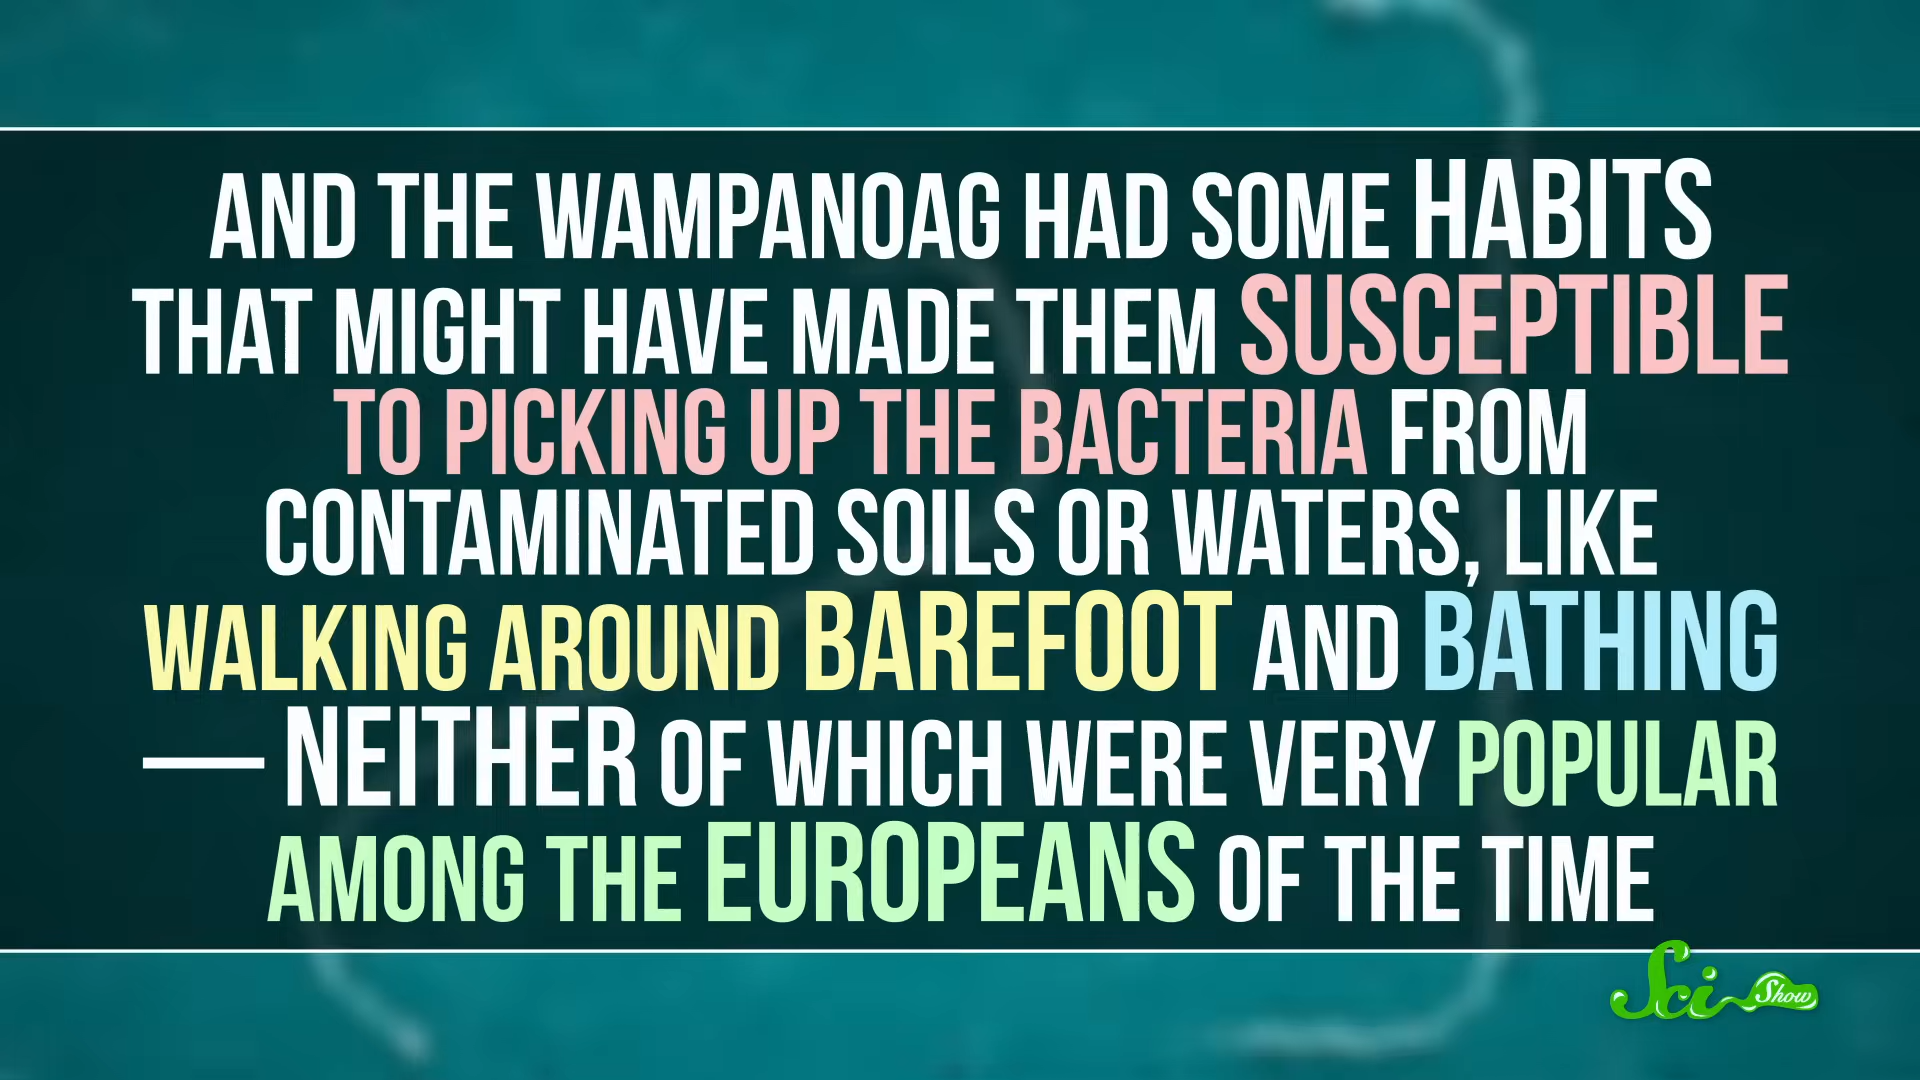 AND THE WAMPANOAG HAD SOME HABITS
THAT MIGHT HAVE MADE THEM SUSCEPTIBLE
TO PICKING UP THE BACTERIA FROM
CONTAMINATED SOILS OR WATERS, LIKE
WALKING AROUND BAREFOOT AND BATHING
— NEITHER OF WHICH WERE VERY POPULAR
AMONG THE EUROPEANS OF THE TIME
Sci Show